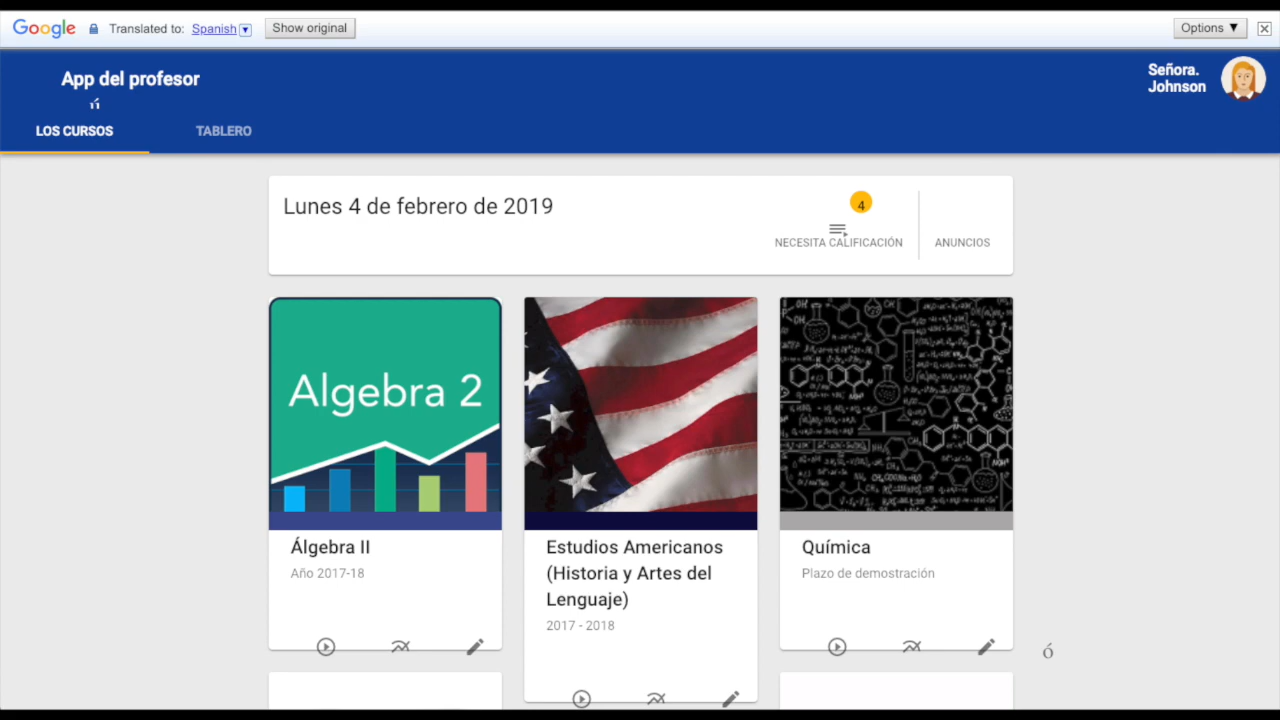 Google Translated to: Spanish Show original Options ▼
App del profesor
Señora.
Johnson
LOS CURSOS TABLERO
Lunes 4 de febrero de 2019
4
NECESITA CALIFICACIÓN ANUNCIOS
Algebra 2
Álgebra II
Año 2017-18
Estudios Americanos
(Historia y Artes del
Lenguaje)
2017 - 2018
Química
Plazo de demostración
ó